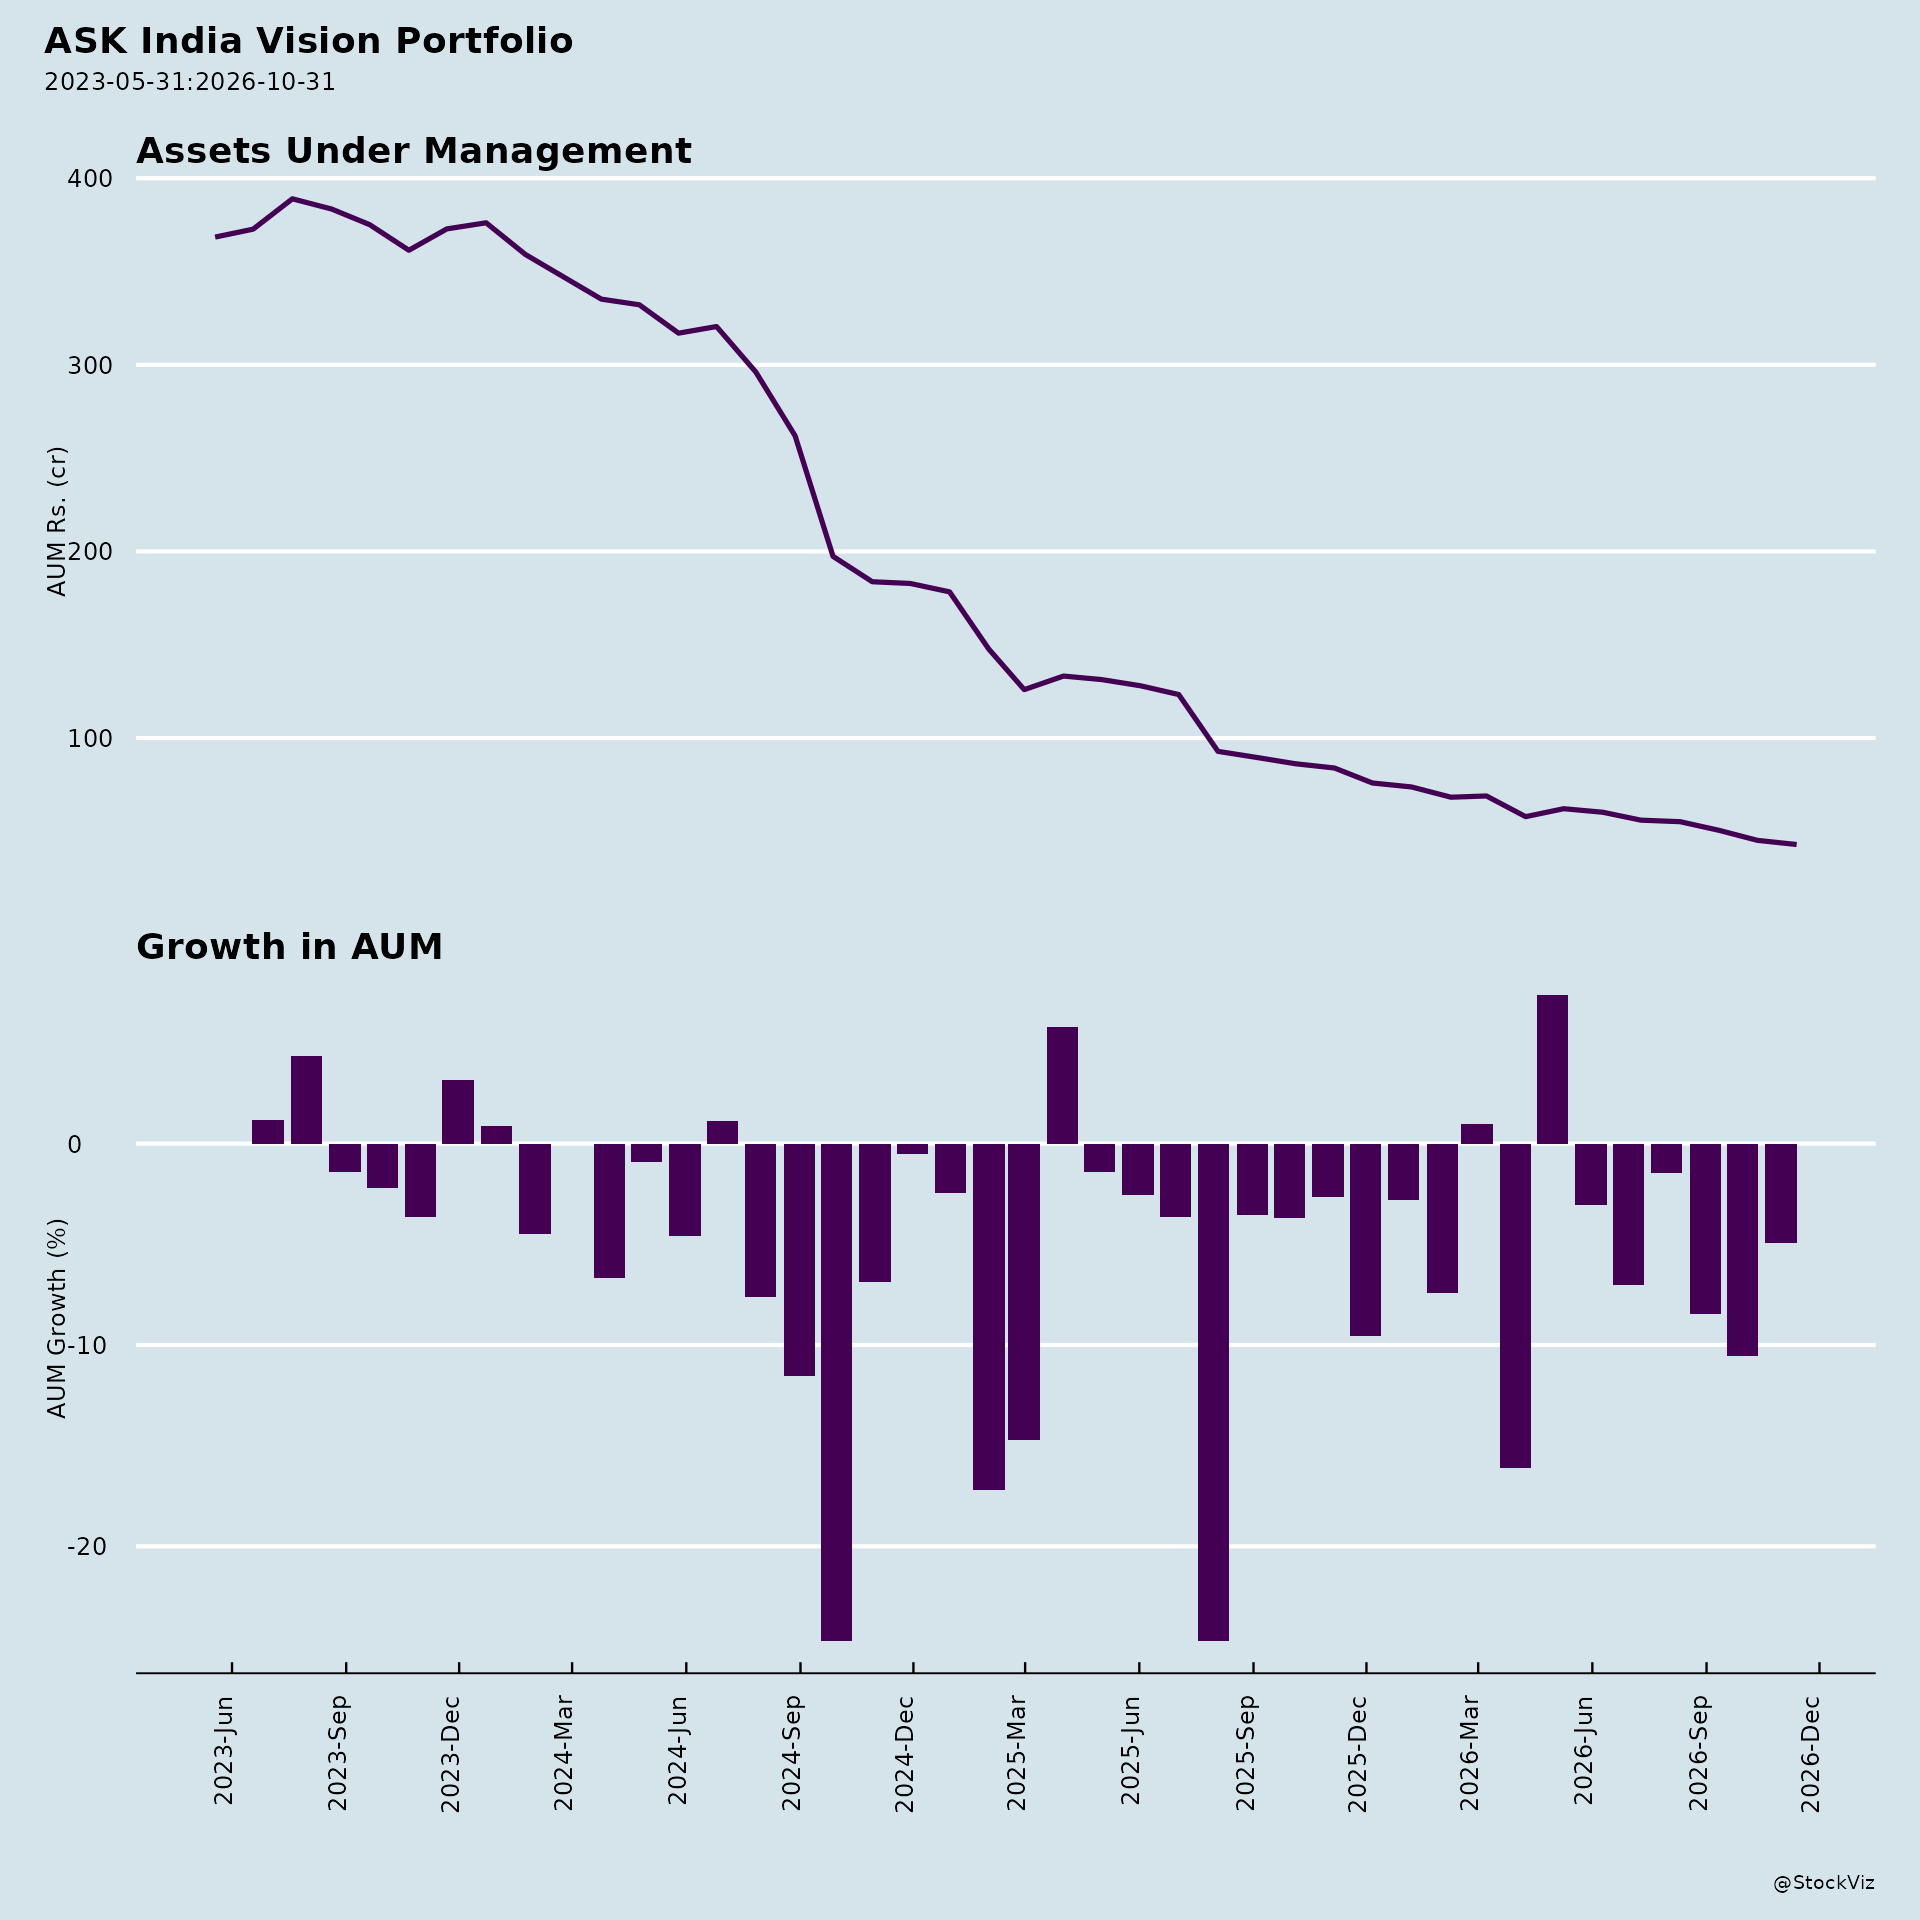 ASK India Vision Portfolio
2023-05-31:2026-10-31
Assets Under Management
400
300
200
100
AUM Rs. (cr)
Growth in AUM
0
-10
-20
AUM Growth (%)
2023-Jun
2023-Sep
2023-Dec
2024-Mar
2024-Jun
2024-Sep
2024-Dec
2025-Mar
2025-Jun
2025-Sep
2025-Dec
2026-Mar
2026-Jun
2026-Sep
2026-Dec
@StockViz